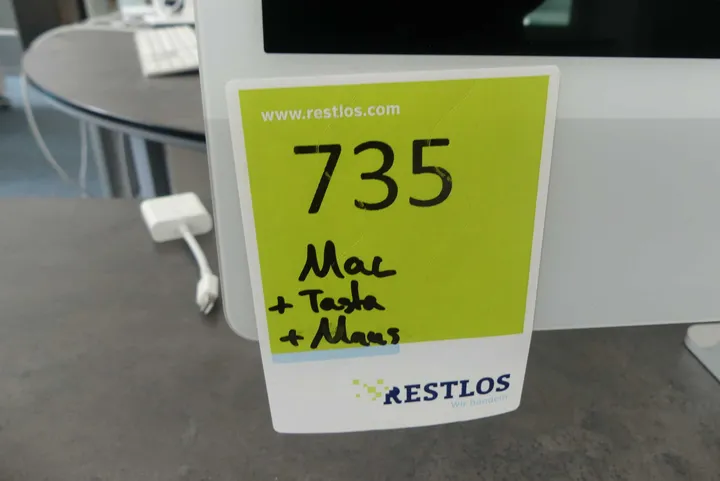 www.restlos.com
735
Mac
+ Tasta
+ Maus
RESTLOS